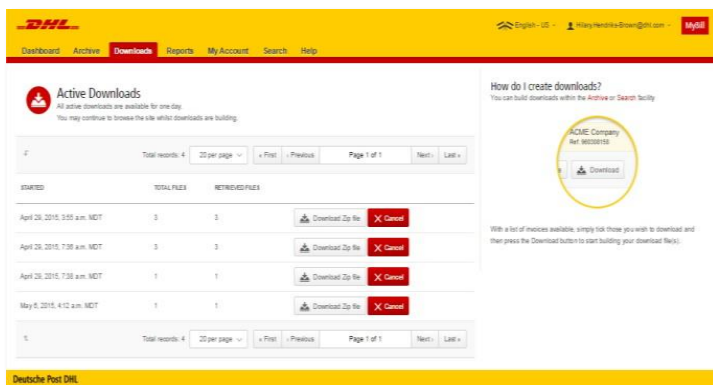 DHL
English - US
Hilary.Hendriks-Brown@dhl.com
MyBill
Dashboard Archive Downloads Reports My Account Search Help
Active Downloads
All active downloads are available for one day
You may continue to browse the site whilst downloads are building.
Total records: 4 20 per page « First ‹ Previous Page 1 of 1 Next › Last »
STARTED TOTAL FILES RETRIEVED FILES
April 29, 2015, 3:55 a.m. MDT 3 3 Download Zip file Cancel
April 29, 2015, 7:38 a.m. MDT 3 3 Download Zip file Cancel
April 29, 2015, 7:38 a.m. MDT 1 1 Download Zip file Cancel
May 6, 2015, 4:12 a.m. MDT 1 1 Download Zip file Cancel
Total records: 4 20 per page « First ‹ Previous Page 1 of 1 Next › Last »
How do I create downloads?
You can build downloads within the Archive or Search facility
ACME Company
Download
With a list of invoices available, simply tick those you wish to download and
then press the Download button to start building your download file(s).
Deutsche Post DHL